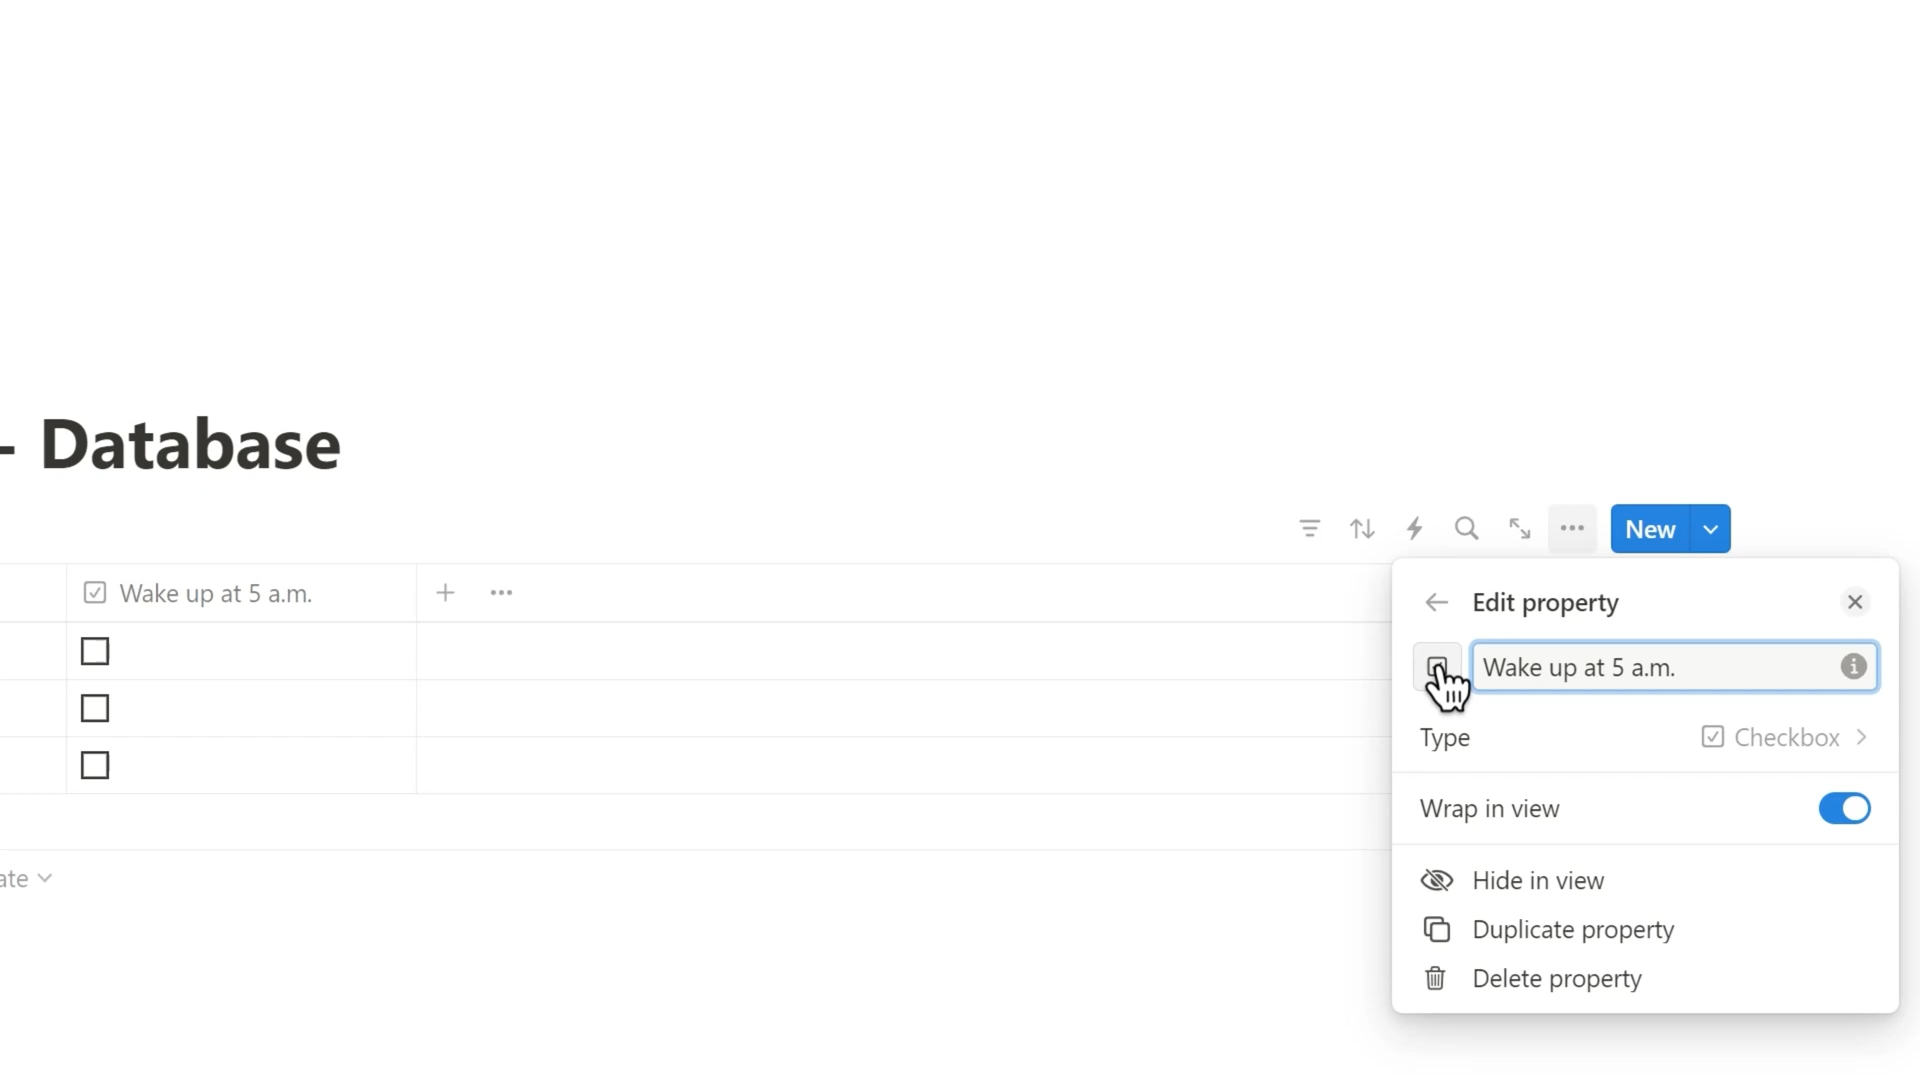 - Database
New
Wake up at 5 a.m.
Edit property
Wake up at 5 a.m.
Type
Checkbox
Wrap in view
ate
Hide in view
Duplicate property
Delete property